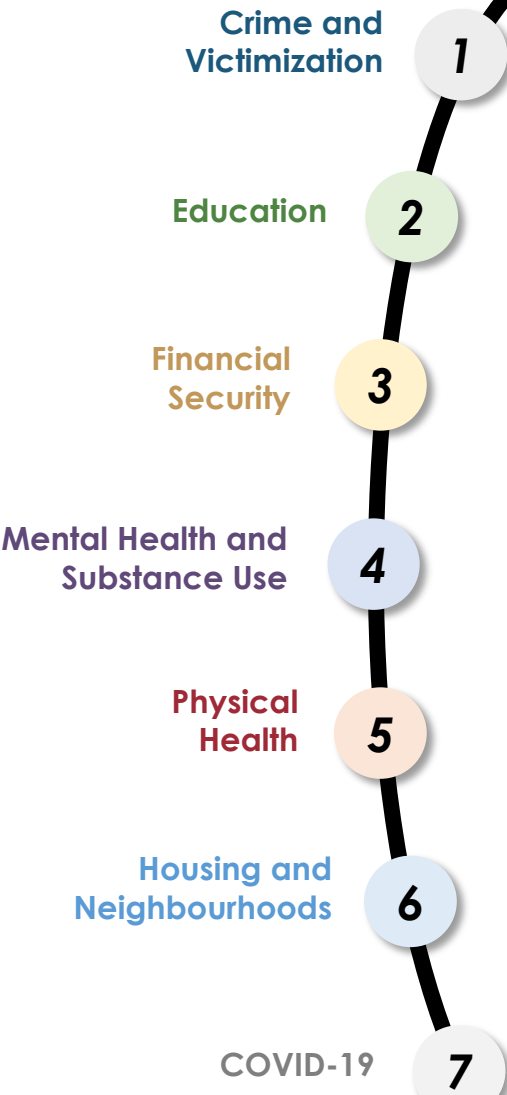 Crime and
Victimization
1
Education
2
Financial
Security
3
Mental Health and
Substance Use
4
Physical
Health
5
Housing and
Neighbourhoods
6
COVID-19
7